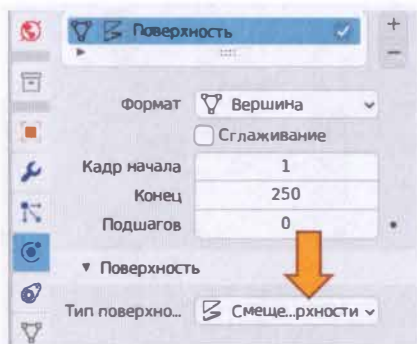 Поверхность
Формат Вершина
Сглаживание
Кадр начала 1
Конец 250
Подшагов 0
Поверхность
Тип поверхно... Смеще...рхности